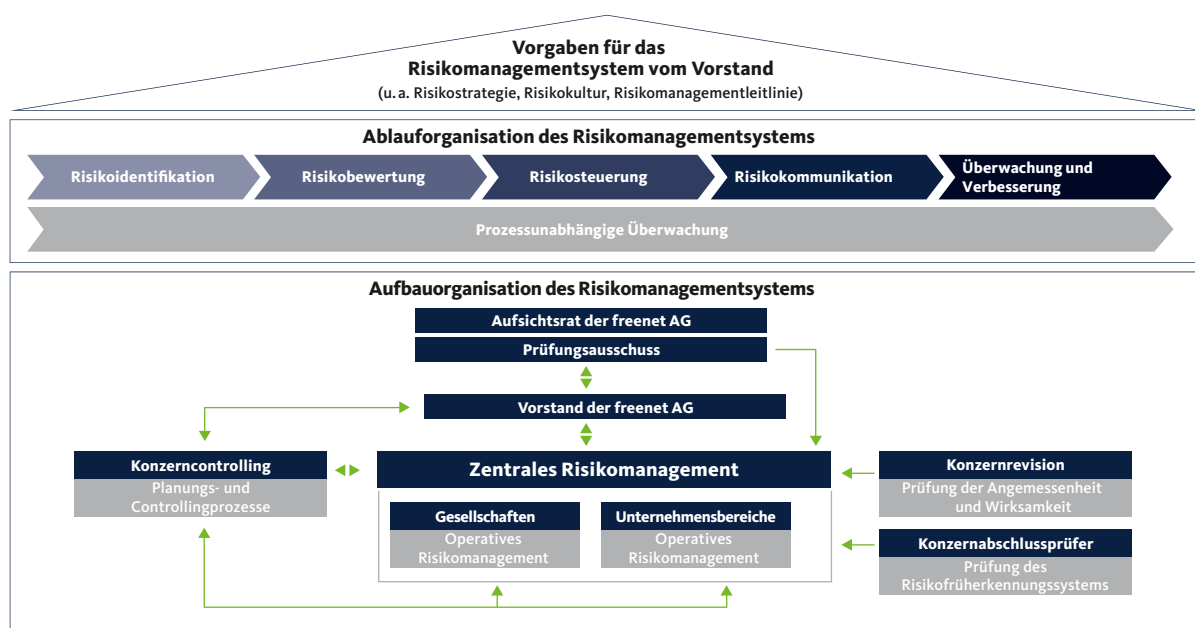 Vorgaben für das
Risikomanagementsystem vom Vorstand
(u. a. Risikostrategie, Risikokultur, Risikomanagementleitlinie)
Ablauforganisation des Risikomanagementsystems
Risikoidentifikation
Risikobewertung
Risikosteuerung
Risikokommunikation
Überwachung und
Verbesserung
Prozessunabhängige Überwachung
Aufbauorganisation des Risikomanagementsystems
Aufsichtsrat der freenet AG
Prüfungsausschuss
Vorstand der freenet AG
Konzerncontrolling
Planungs- und
Controllingprozesse
Zentrales Risikomanagement
Gesellschaften
Operatives
Risikomanagement
Unternehmensbereiche
Operatives
Risikomanagement
Konzernrevision
Prüfung der Angemessenheit
und Wirksamkeit
Konzernabschlussprüfer
Prüfung des
Risikofrüherkennungssystems